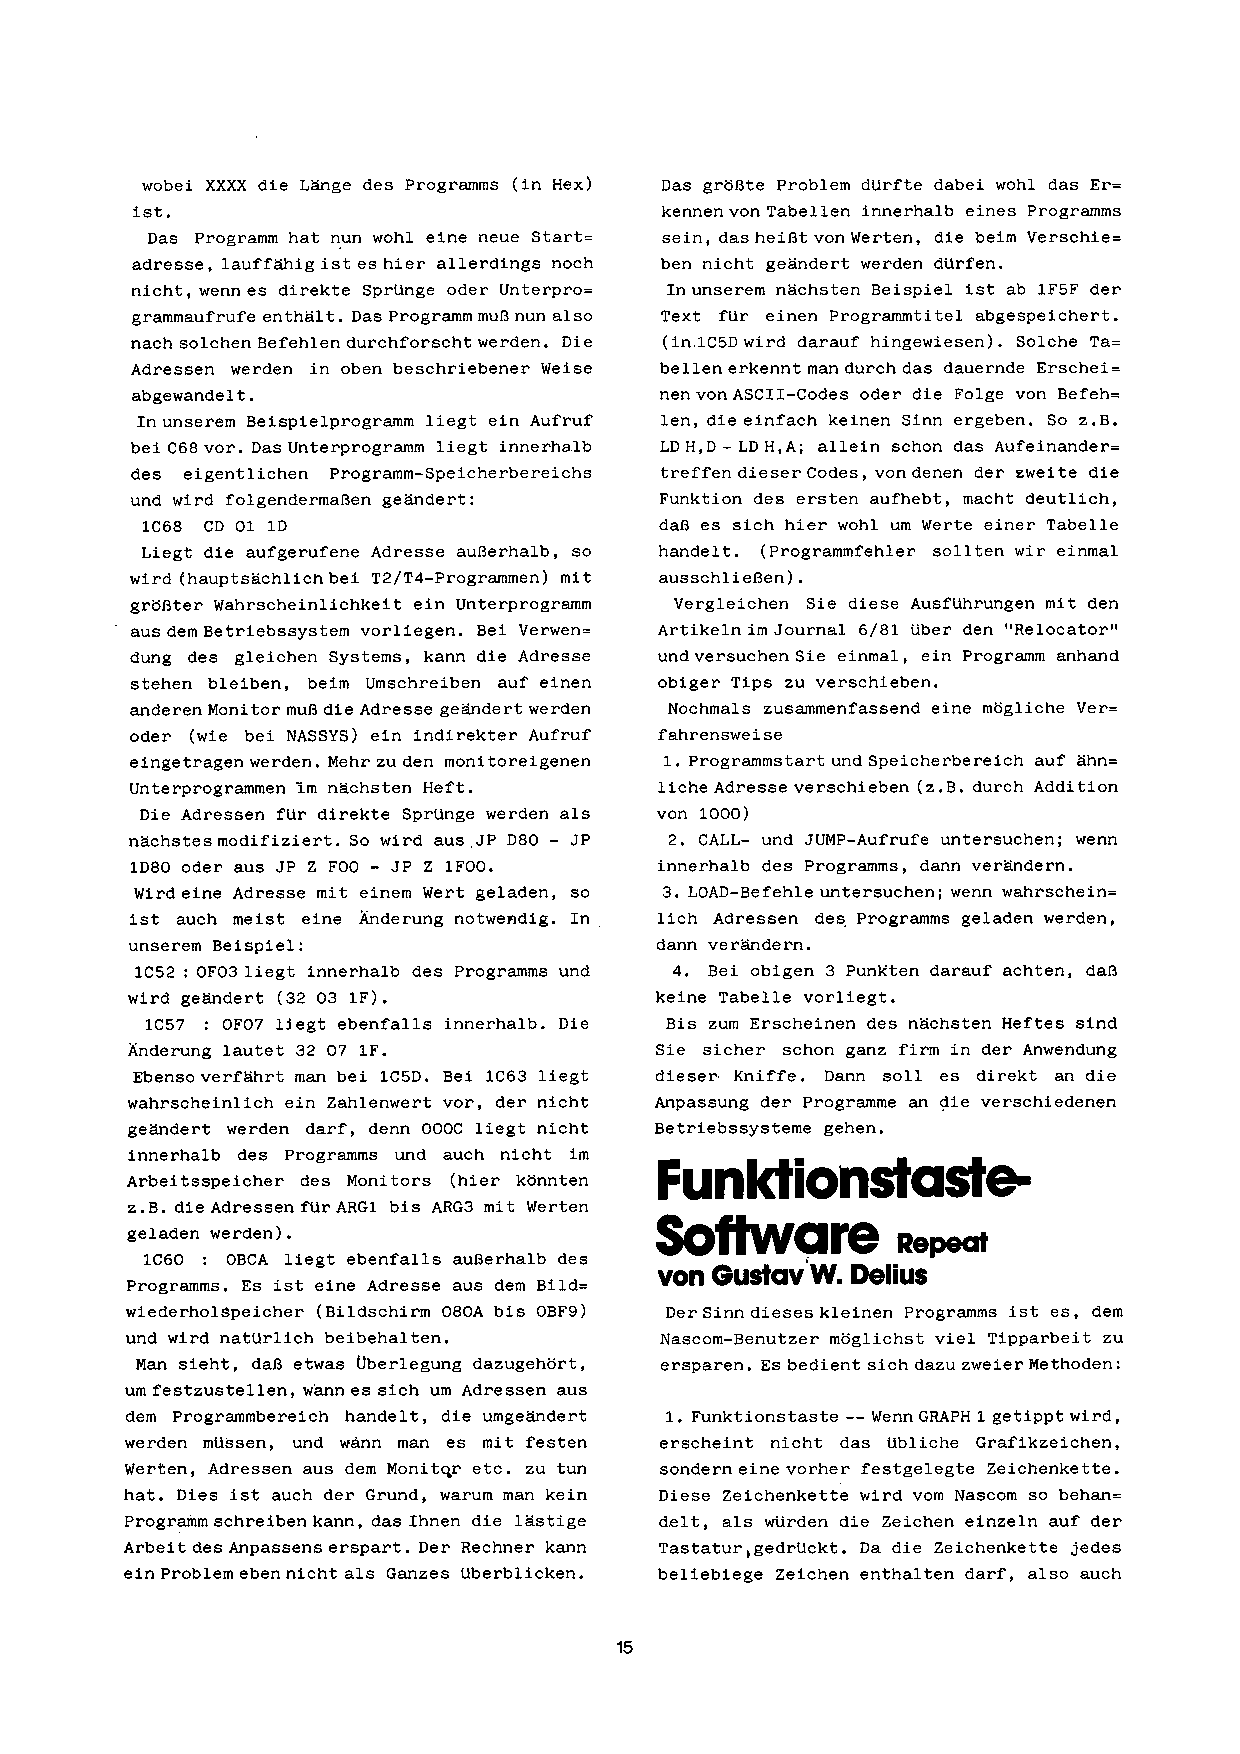 wobei XXXX die Länge des Programms (in Hex)
ist.
Das Programm hat nun wohl eine neue Start=
adresse, lauffähig ist es hier allerdings noch
nicht, wenn es direkte Sprünge oder Unterpro=
grammaufrufe enthält. Das Programm muß nun also
nach solchen Befehlen durchforscht werden. Die
Adressen werden in oben beschriebener Weise
abgewandelt.
In unserem Beispielprogramm liegt ein Aufruf
bei C68 vor. Das Unterprogramm liegt innerhalb
des eigentlichen Programm-Speicherbereichs
und wird folgendermaßen geändert:
1C68 CD 01 1D
Liegt die aufgerufene Adresse außerhalb, so
wird (hauptsächlich bei T2/T4-Programmen) mit
größter Wahrscheinlichkeit ein Unterprogramm
aus dem Betriebssystem vorliegen. Bei Verwen=
dung des gleichen Systems, kann die Adresse
stehen bleiben, beim Umschreiben auf einen
anderen Monitor muß die Adresse geändert werden
oder (wie bei NASSYS) ein indirekter Aufruf
eingetragen werden. Mehr zu den monitoreigenen
Unterprogrammen im nächsten Heft.
Die Adressen für direkte Sprünge werden als
nächstes modifiziert. So wird aus JP D80 - JP
1D80 oder aus JP Z F00 - JP Z 1F00.
Wird eine Adresse mit einem Wert geladen, so
ist auch meist eine Änderung notwendig. In
unserem Beispiel:
1C52 : 0F03 liegt innerhalb des Programms und
wird geändert (32 03 1F).
1C57 : 0F07 liegt ebenfalls innerhalb. Die
Änderung lautet 32 07 1F.
Ebenso verfährt man bei 1C5D. Bei 1C63 liegt
wahrscheinlich ein Zahlenwert vor, der nicht
geändert werden darf, denn 000C liegt nicht
innerhalb des Programms und auch nicht im
Arbeitsspeicher des Monitors (hier könnten
z.B. die Adressen für ARG1 bis ARG3 mit Werten
geladen werden).
1C60 : 0BCA liegt ebenfalls außerhalb des
Programms. Es ist eine Adresse aus dem Bild=
wiederholspeicher (Bildschirm 080A bis 0BF9)
und wird natürlich beibehalten.
Man sieht, daß etwas Überlegung dazugehört,
um festzustellen, wann es sich um Adressen aus
dem Programmbereich handelt, die umgeändert
werden müssen, und wann man es mit festen
Werten, Adressen aus dem Monitor etc. zu tun
hat. Dies ist auch der Grund, warum man kein
Programm schreiben kann, das Ihnen die lästige
Arbeit des Anpassens erspart. Der Rechner kann
ein Problem eben nicht als Ganzes überblicken.
Das größte Problem dürfte dabei wohl das Er=
kennen von Tabellen innerhalb eines Programms
sein, das heißt von Werten, die beim Verschie=
ben nicht geändert werden dürfen.
In unserem nächsten Beispiel ist ab 1F5F der
Text für einen Programmtitel abgespeichert.
(in.1C5D wird darauf hingewiesen). Solche Ta=
bellen erkennt man durch das dauernde Erschei=
nen von ASCII-Codes oder die Folge von Befeh=
len, die einfach keinen Sinn ergeben. So z.B.
LD H,D - LD H,A; allein schon das Aufeinander=
treffen dieser Codes, von denen der zweite die
Funktion des ersten aufhebt, macht deutlich,
daß es sich hier wohl um Werte einer Tabelle
handelt. (Programmfehler sollten wir einmal
ausschließen).
Vergleichen Sie diese Ausführungen mit den
Artikeln im Journal 6/81 über den "Relocator"
und versuchen Sie einmal, ein Programm anhand
obiger Tips zu verschieben.
Nochmals zusammenfassend eine mögliche Ver=
fahrensweise
1. Programmstart und Speicherbereich auf ähn=
liche Adresse verschieben (z.B. durch Addition
von 1000)
2. CALL- und JUMP-Aufrufe untersuchen; wenn
innerhalb des Programms, dann verändern.
3. LOAD-Befehle untersuchen; wenn wahrschein=
lich Adressen des Programms geladen werden,
dann verändern.
4. Bei obigen 3 Punkten darauf achten, daß
keine Tabelle vorliegt.
Bis zum Erscheinen des nächsten Heftes sind
Sie sicher schon ganz firm in der Anwendung
dieser Kniffe. Dann soll es direkt an die
Anpassung der Programme an die verschiedenen
Betriebssysteme gehen.
Funktionstaste-
Software Repeat
von Gustav W. Delius
Der Sinn dieses kleinen Programms ist es, dem
Nascom-Benutzer möglichst viel Tipparbeit zu
ersparen. Es bedient sich dazu zweier Methoden:
1. Funktionstaste -- Wenn GRAPH 1 getippt wird,
erscheint nicht das übliche Grafikzeichen,
sondern eine vorher festgelegte Zeichenkette.
Diese Zeichenkette wird vom Nascom so behan=
delt, als würden die Zeichen einzeln auf der
Tastatur gedrückt. Da die Zeichenkette jedes
beliebiege Zeichen enthalten darf, also auch
15